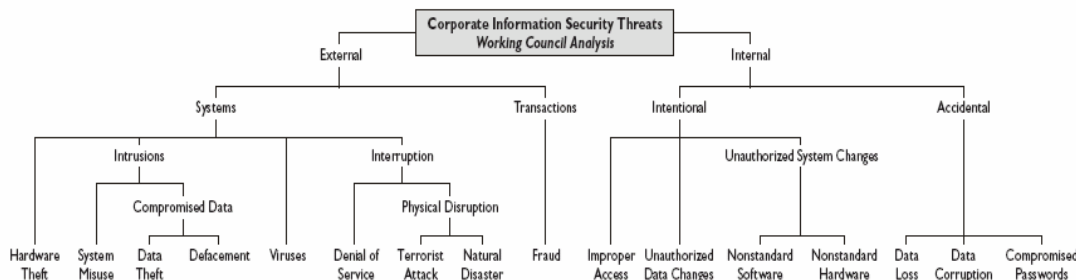 Corporate Information Security Threats
Working Council Analysis
External
Internal
Systems
Transactions
Intentional
Accidental
Intrusions
Interruption
Unauthorized System Changes
Compromised Data
Physical Disruption
Hardware
Theft
System
Misuse
Data
Theft
Defacement
Viruses
Denial of
Service
Terrorist
Attack
Natural
Disaster
Fraud
Improper
Access
Unauthorized
Data Changes
Nonstandard
Software
Nonstandard
Hardware
Data
Loss
Data
Corruption
Compromised
Passwords